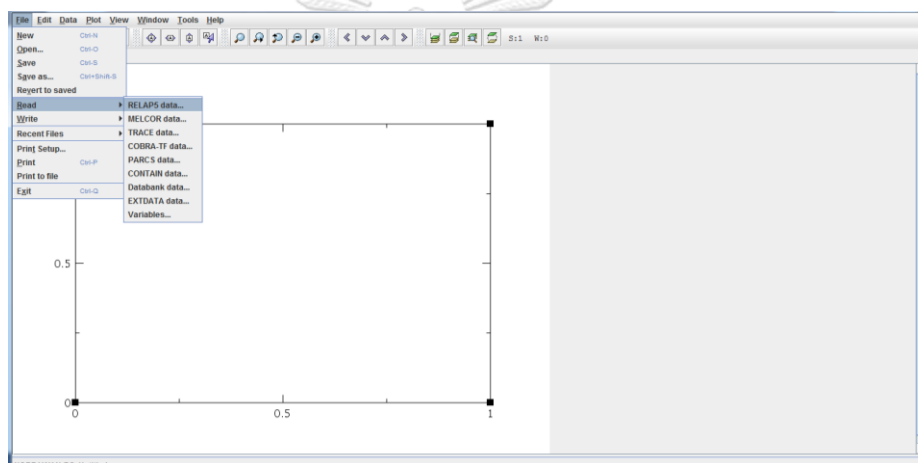 File Edit Data Plot View Window Tools Help
S:1 W:0
New Ctrl-N
Open... Ctrl-O
Save Ctrl-S
Save as... Ctrl+Shift-S
Revert to saved
Read
Write
Recent Files
Print Setup...
Print Ctrl-P
Print to file
Exit Ctrl-Q
RELAP5 data...
MELCOR data...
TRACE data...
COBRA-TF data...
PARCS data...
CONTAIN data...
Databank data...
EXTDATA data...
Variables...
0.5
0
0 0.5 1